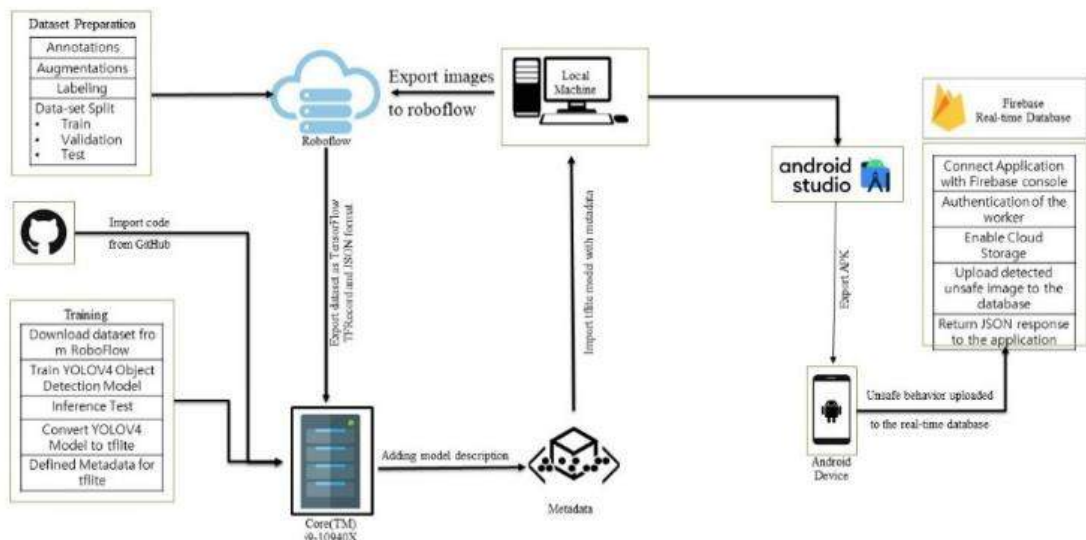 Dataset Preparation
Annotations
Augmentations
Labeling
Data-set Split
• Train
• Validation
• Test
Roboflow
Export images
to roboflow
Local
Machine
Firebase
Real-time Database
android
studio
Connect Application
with Firebase console
Authentication of the
worker
Enable Cloud
Storage
Upload detected
unsafe image to the
database
Return JSON response
to the application
Import code
from GitHub
Export dataset as TensorFlow
TFRecord and JSON format
Import tflite model with metadata
Export APK
Training
Download dataset fro
m RoboFlow
Train YOLOV4 Object
Detection Model
Inference Test
Convert YOLOV4
Model to tflite
Defined Metadata for
tflite
Core(TM)
i9-10940X
Adding model description
Metadata
Android
Device
Unsafe behavior uploaded
to the real-time database